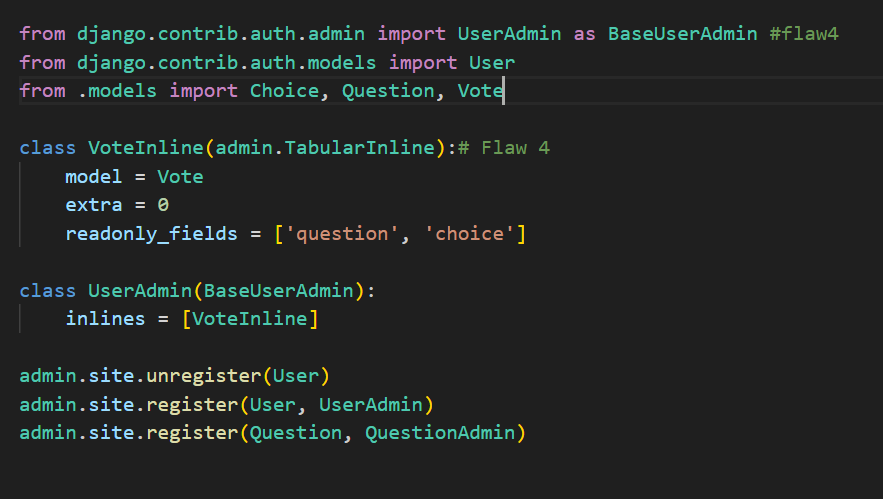 from django.contrib.auth.admin import UserAdmin as BaseUserAdmin #flaw4
from django.contrib.auth.models import User
from .models import Choice, Question, Vote
class VoteInline(admin.TabularInline):# Flaw 4
    model = Vote
    extra = 0
    readonly_fields = ['question', 'choice']
class UserAdmin(BaseUserAdmin):
    inlines = [VoteInline]
admin.site.unregister(User)
admin.site.register(User, UserAdmin)
admin.site.register(Question, QuestionAdmin)